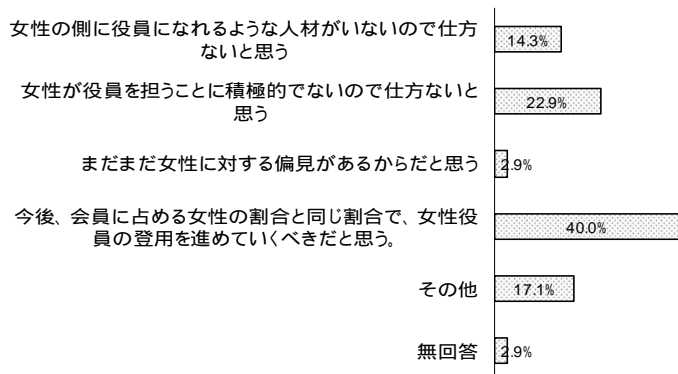 女性の側に役員になれるような人材がいないので仕方
ないと思う
14.3%
女性が役員を担うことに積極的でないので仕方ないと
思う
22.9%
まだまだ女性に対する偏見があるからだと思う
2.9%
今後、会員に占める女性の割合と同じ割合で、女性役
員の登用を進めていくべきだと思う。
40.0%
その他
17.1%
無回答
2.9%